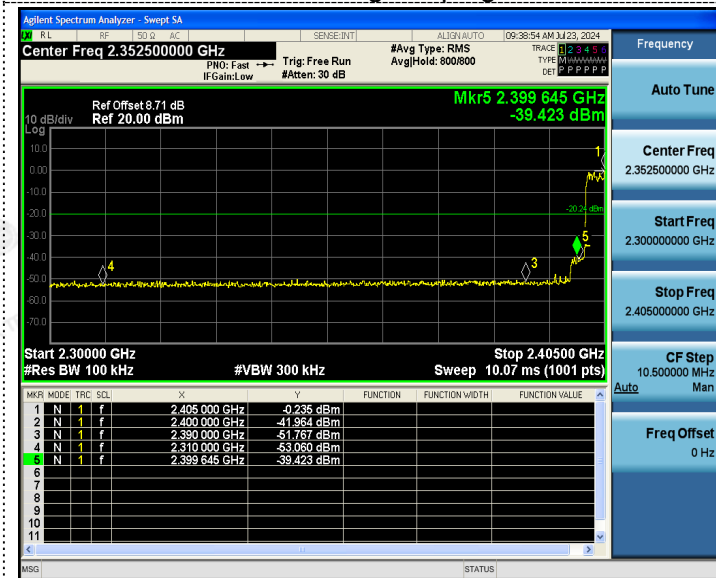 Agilent Spectrum Analyzer - Swept SA
LXI RL RF 50 Ω AC SENSE:INT ALIGN AUTO 09:38:54 AM Jul 23, 2024
Center Freq 2.352500000 GHz #Avg Type: RMS TRACE 1 2 3 4 5 6
PNO: Fast Trig: Free Run Avg|Hold: 800/800 TYPE M
IFGain:Low #Atten: 30 dB DET P P P P P P
Mkr5 2.399 645 GHz
-39.423 dBm
Ref Offset 8.71 dB
10 dB/div Ref 20.00 dBm
Log
10.0
0.00
-10.0
-20.0
-30.0
-40.0
-50.0
-60.0
-70.0
1
-20.24 dBm
5
4
3
Start 2.30000 GHz Stop 2.40500 GHz
#Res BW 100 kHz #VBW 300 kHz Sweep 10.07 ms (1001 pts)
MKR MODE TRC SCL X Y FUNCTION FUNCTION WIDTH FUNCTION VALUE
1 N 1 f 2.405 000 GHz -0.235 dBm
2 N 1 f 2.400 000 GHz -41.964 dBm
3 N 1 f 2.390 000 GHz -51.767 dBm
4 N 1 f 2.310 000 GHz -53.060 dBm
5 N 1 f 2.399 645 GHz -39.423 dBm
6
7
8
9
10
11
MSG STATUS
Frequency
Auto Tune
Center Freq
2.352500000 GHz
Start Freq
2.300000000 GHz
Stop Freq
2.405000000 GHz
CF Step
10.500000 MHz
Auto Man
Freq Offset
0 Hz